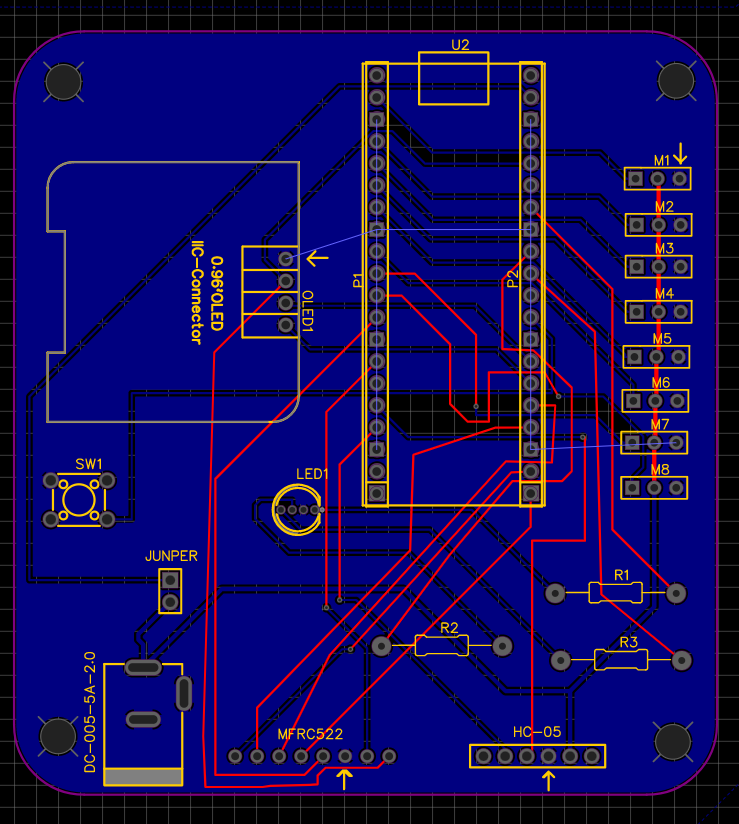 U2
M1
M2
M3
M4
M5
M6
M7
M8
P1
P2
0.96'OLED
IIC-Connector
OLED1
SW1
LED1
JUNPER
R1
R2
R3
DC-005-5A-2.0
MFRC522
HC-05